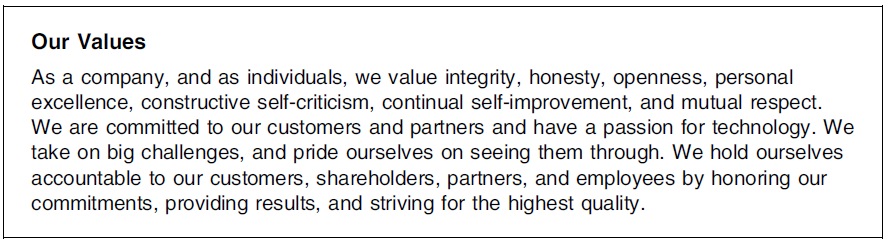 Our Values
As a company, and as individuals, we value integrity, honesty, openness, personal
excellence, constructive self-criticism, continual self-improvement, and mutual respect.
We are committed to our customers and partners and have a passion for technology. We
take on big challenges, and pride ourselves on seeing them through. We hold ourselves
accountable to our customers, shareholders, partners, and employees by honoring our
commitments, providing results, and striving for the highest quality.